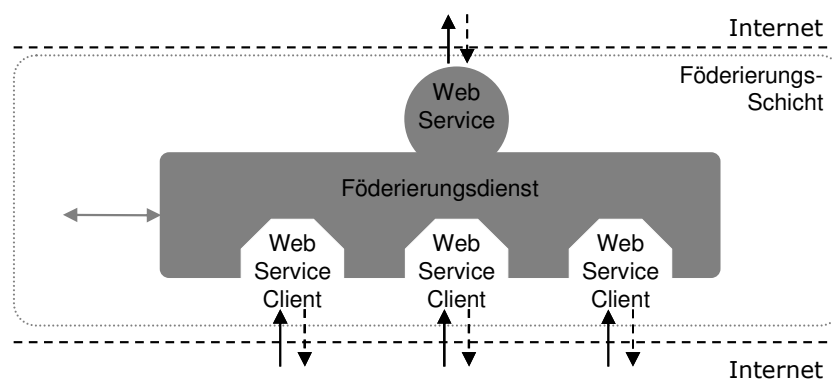 Internet
Föderierungs-
Schicht
Web
Service
Föderierungsdienst
Web
Service
Client
Web
Service
Client
Web
Service
Client
Internet